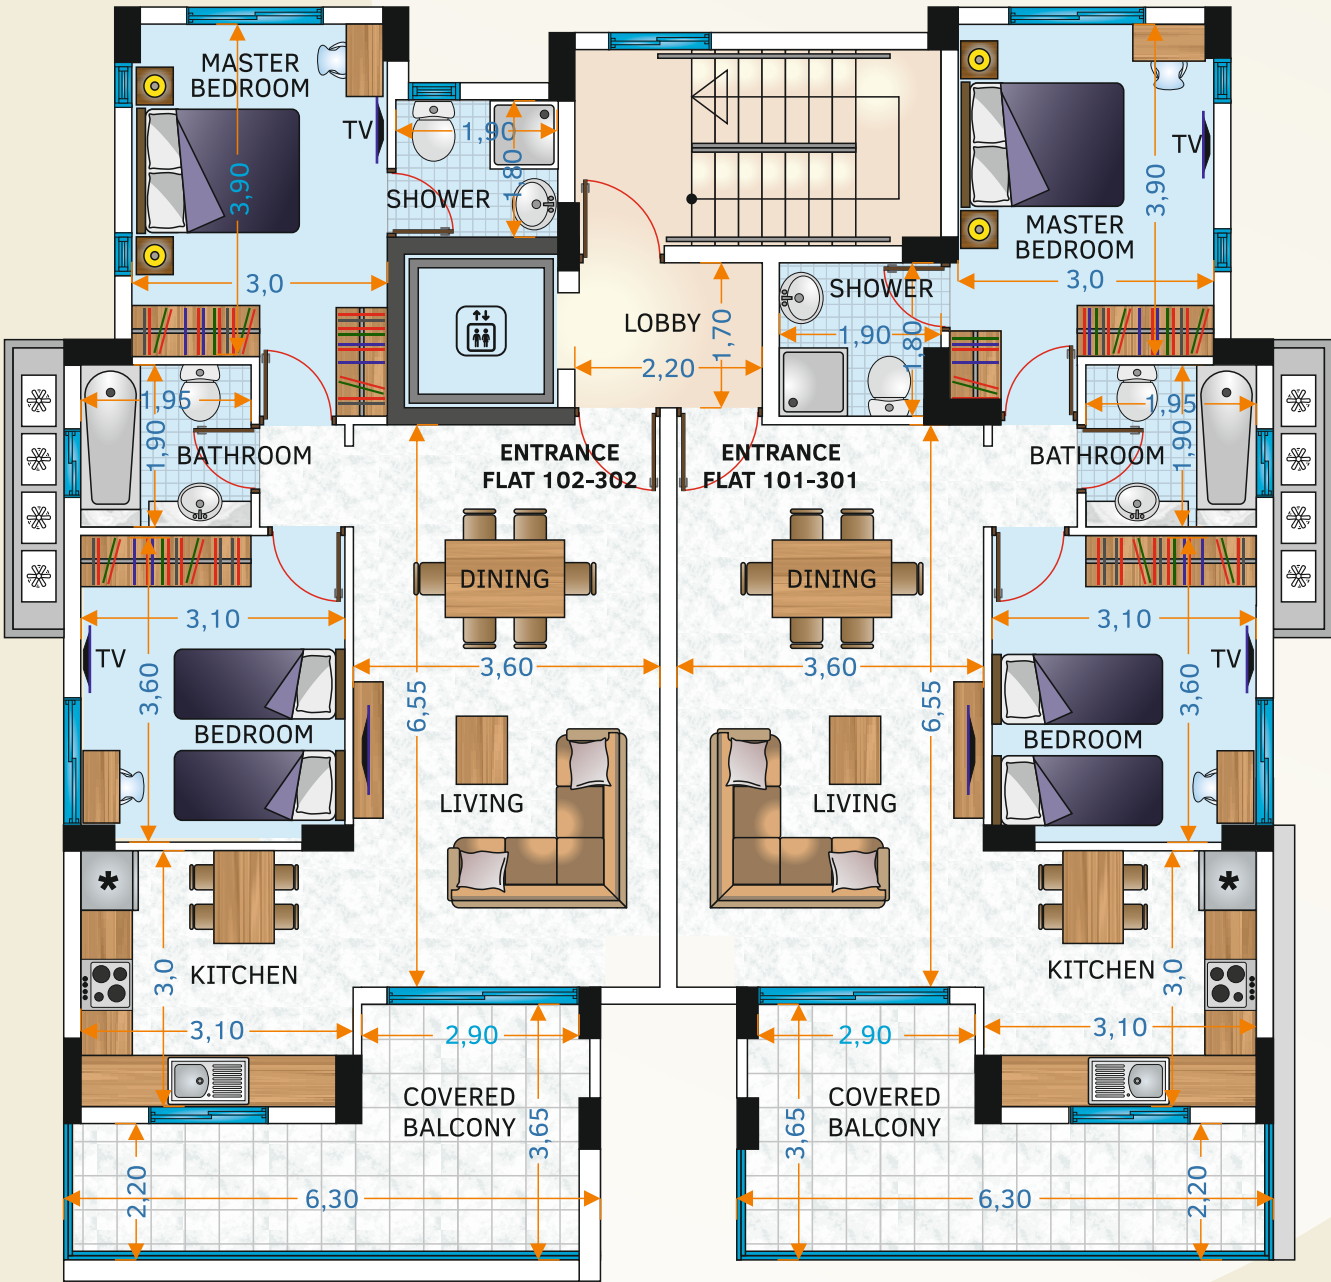 MASTER
BEDROOM
TV
3,90
3,0
1,90
1,80
SHOWER
LOBBY
2,20
1,70
SHOWER
1,90
1,80
MASTER
BEDROOM
TV
3,90
3,0
1,95
1,90
BATHROOM
ENTRANCE
FLAT 102-302
ENTRANCE
FLAT 101-301
1,95
1,90
BATHROOM
DINING
DINING
3,10
TV
3,60
BEDROOM
3,60
6,55
3,60
6,55
3,10
TV
3,60
BEDROOM
LIVING
LIVING
*
KITCHEN
3,0
3,10
*
KITCHEN
3,0
3,10
2,90
COVERED
BALCONY
3,65
2,20
6,30
2,90
COVERED
BALCONY
3,65
2,20
6,30